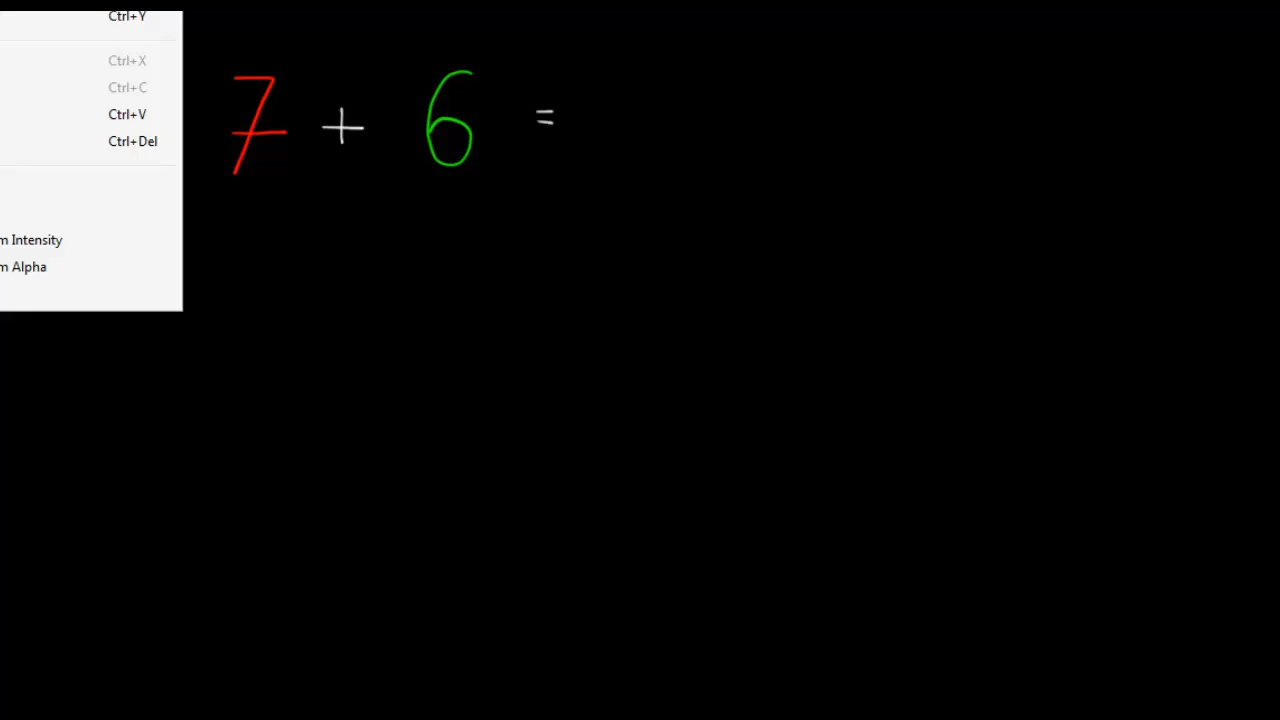 Ctrl+Y
Ctrl+X
Ctrl+C
Ctrl+V
Ctrl+Del
m Intensity
m Alpha
7 + 6 =